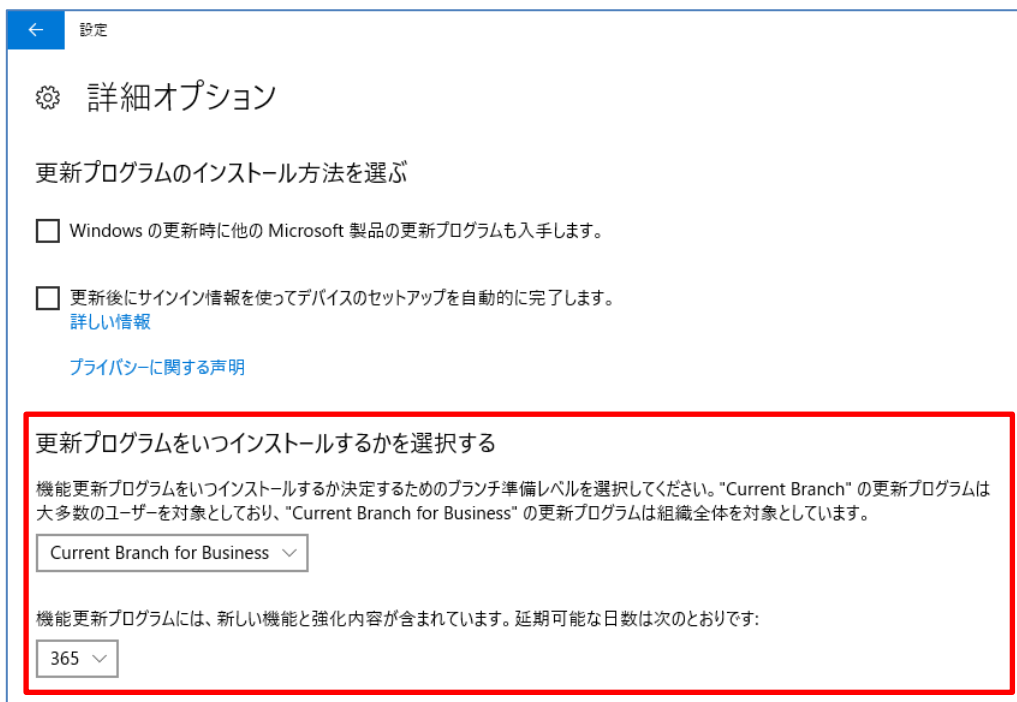 設定
詳細オプション
更新プログラムのインストール方法を選ぶ
Windows の更新時に他の Microsoft 製品の更新プログラムも入手します。
更新後にサインイン情報を使ってデバイスのセットアップを自動的に完了します。
詳しい情報
プライバシーに関する声明
更新プログラムをいつインストールするかを選択する
機能更新プログラムをいつインストールするか決定するためのブランチ準備レベルを選択してください。"Current Branch" の更新プログラムは
大多数のユーザーを対象としており、"Current Branch for Business" の更新プログラムは組織全体を対象としています。
Current Branch for Business
機能更新プログラムには、新しい機能と強化内容が含まれています。延期可能な日数は次のとおりです:
365